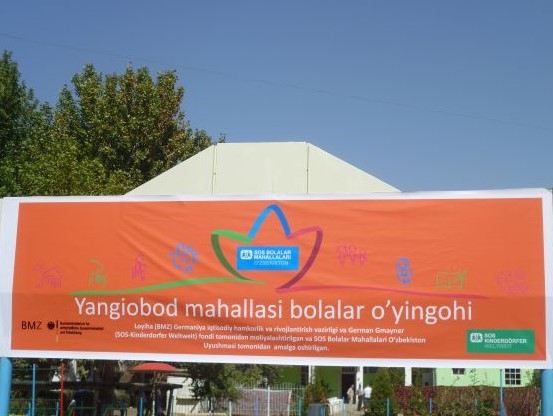 SOS BOLALAR
MAHALLALARI
O'ZBEKISTON
Yangiobod mahallasi bolalar o'yingohi
Loyiha (BMZ) Germaniya iqtisodiy hamkorlik va rivojlantirish vazirligi va German Gmayner
(SOS-Kinderdorfer Weltweit) fondi tomonidan moliyalashtirilgan va SOS Bolalar Mahallalari O'zbekiston
Uyushmasi tomonidan amalga oshirilgan.
BMZ
SOS
KINDERDÖRFER
WELTWEIT